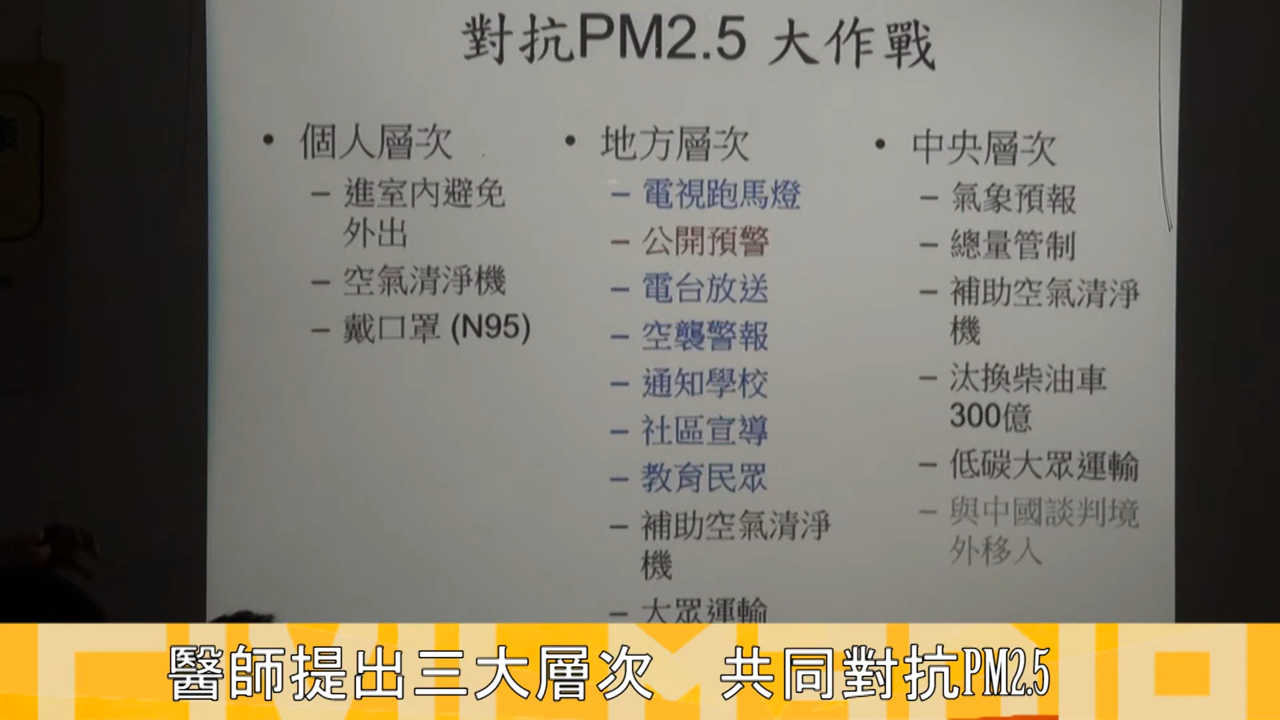 對抗PM2.5 大作戰
• 個人層次
– 進室內避免
外出
– 空氣清淨機
– 戴口罩 (N95)
• 地方層次
– 電視跑馬燈
– 公開預警
– 電台放送
– 空襲警報
– 通知學校
– 社區宣導
– 教育民眾
– 補助空氣清淨
機
– 大眾運輸
• 中央層次
– 氣象預報
– 總量管制
– 補助空氣清淨
機
– 汰換柴油車
300億
– 低碳大眾運輸
– 與中國談判境
外移入
醫師提出三大層次 共同對抗PM2.5